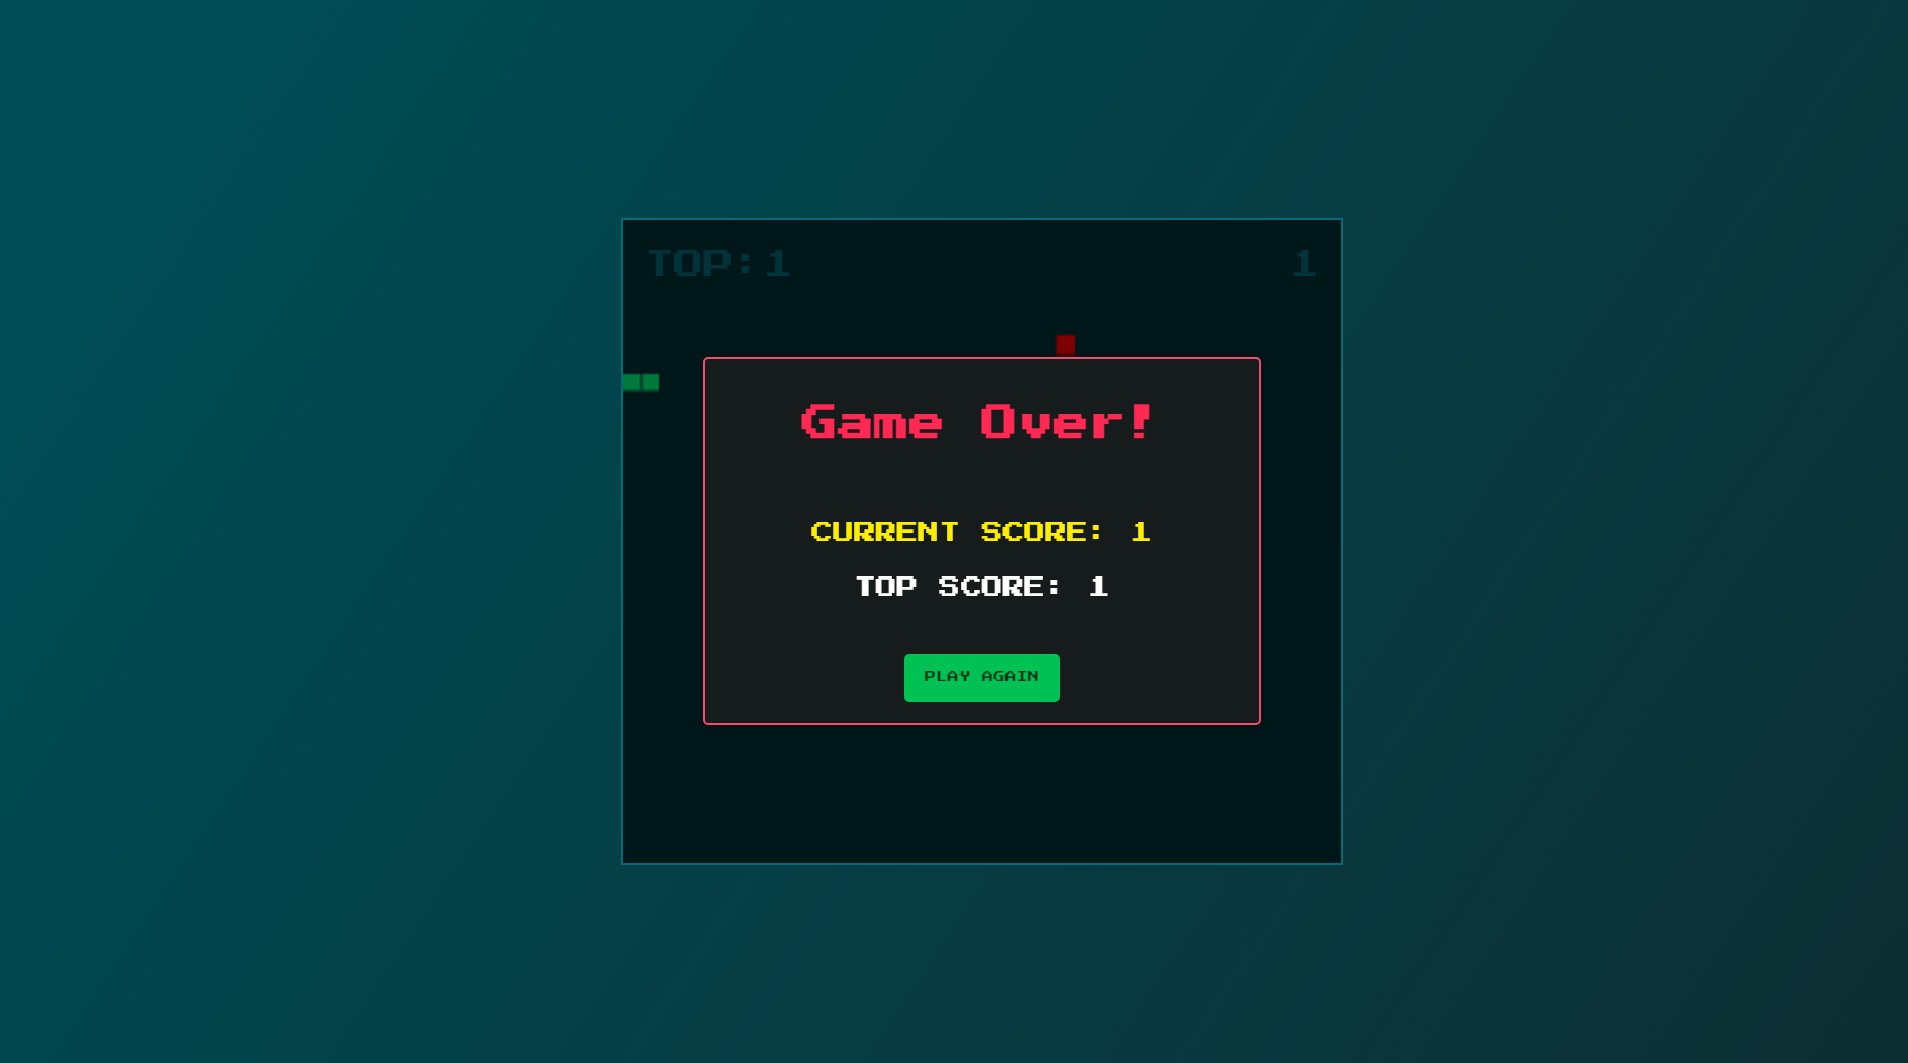 TOP:1 1
Game Over!
CURRENT SCORE: 1
TOP SCORE: 1
PLAY AGAIN